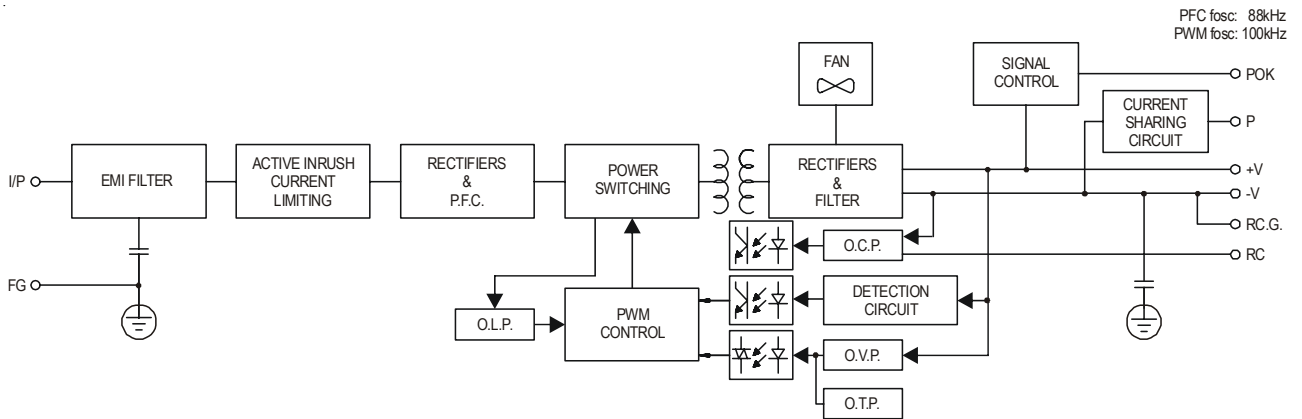 PFC fosc: 88kHz
PWM fosc: 100kHz
FAN
SIGNAL
CONTROL
POK
CURRENT
SHARING
CIRCUIT
P
I/P
EMI FILTER
ACTIVE INRUSH
CURRENT
LIMITING
RECTIFIERS
&
P.F.C.
POWER
SWITCHING
RECTIFIERS
&
FILTER
+V
-V
RC.G.
O.C.P.
RC
FG
DETECTION
CIRCUIT
O.L.P.
PWM
CONTROL
O.V.P.
O.T.P.